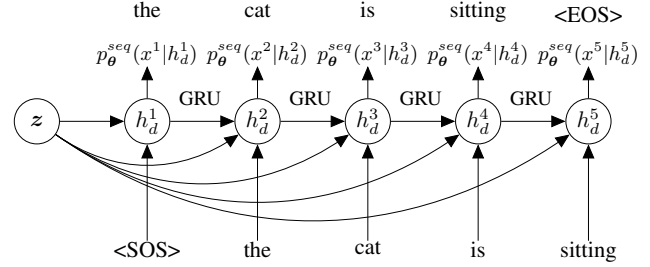 the cat is sitting <EOS>
p_θ^{seq}(x^1|h_d^1) p_θ^{seq}(x^2|h_d^2) p_θ^{seq}(x^3|h_d^3) p_θ^{seq}(x^4|h_d^4) p_θ^{seq}(x^5|h_d^5)
GRU GRU GRU GRU
z h_d^1 h_d^2 h_d^3 h_d^4 h_d^5
<SOS> the cat is sitting